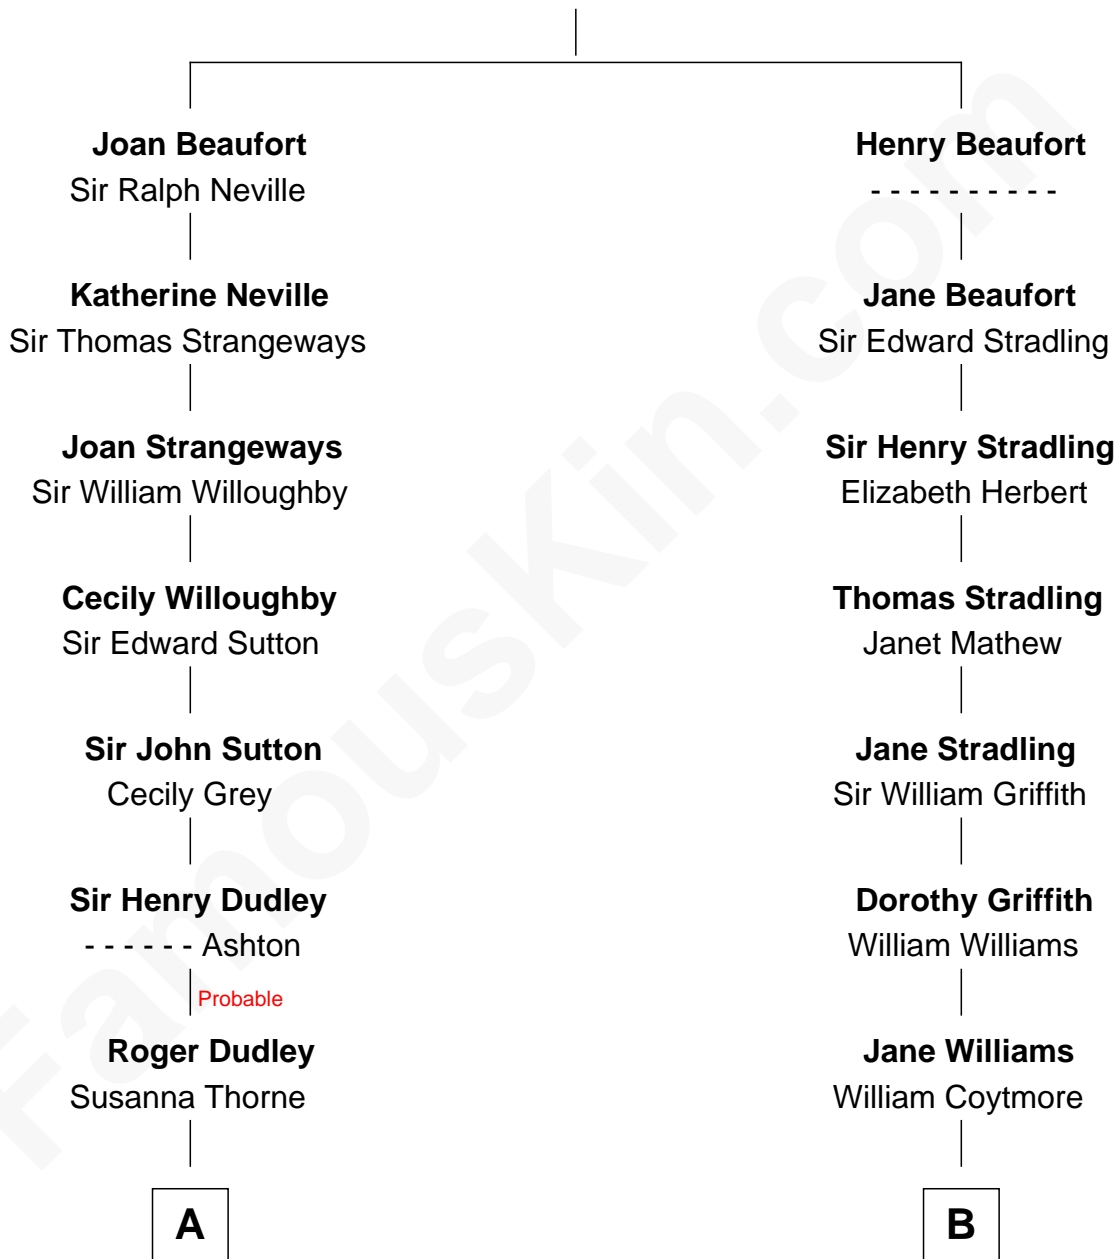 Joan Beaufort
Sir Ralph Neville
Katherine Neville
Sir Thomas Strangeways
Joan Strangeways
Sir William Willoughby
Cecily Willoughby
Sir Edward Sutton
Sir John Sutton
Cecily Grey
Sir Henry Dudley
- - - - - - Ashton
Probable
Roger Dudley
Susanna Thorne
A
Henry Beaufort
- - - - - - - - - -
Jane Beaufort
Sir Edward Stradling
Sir Henry Stradling
Elizabeth Herbert
Thomas Stradling
Janet Mathew
Jane Stradling
Sir William Griffith
Dorothy Griffith
William Williams
Jane Williams
William Coytmore
B
FamousKin.com